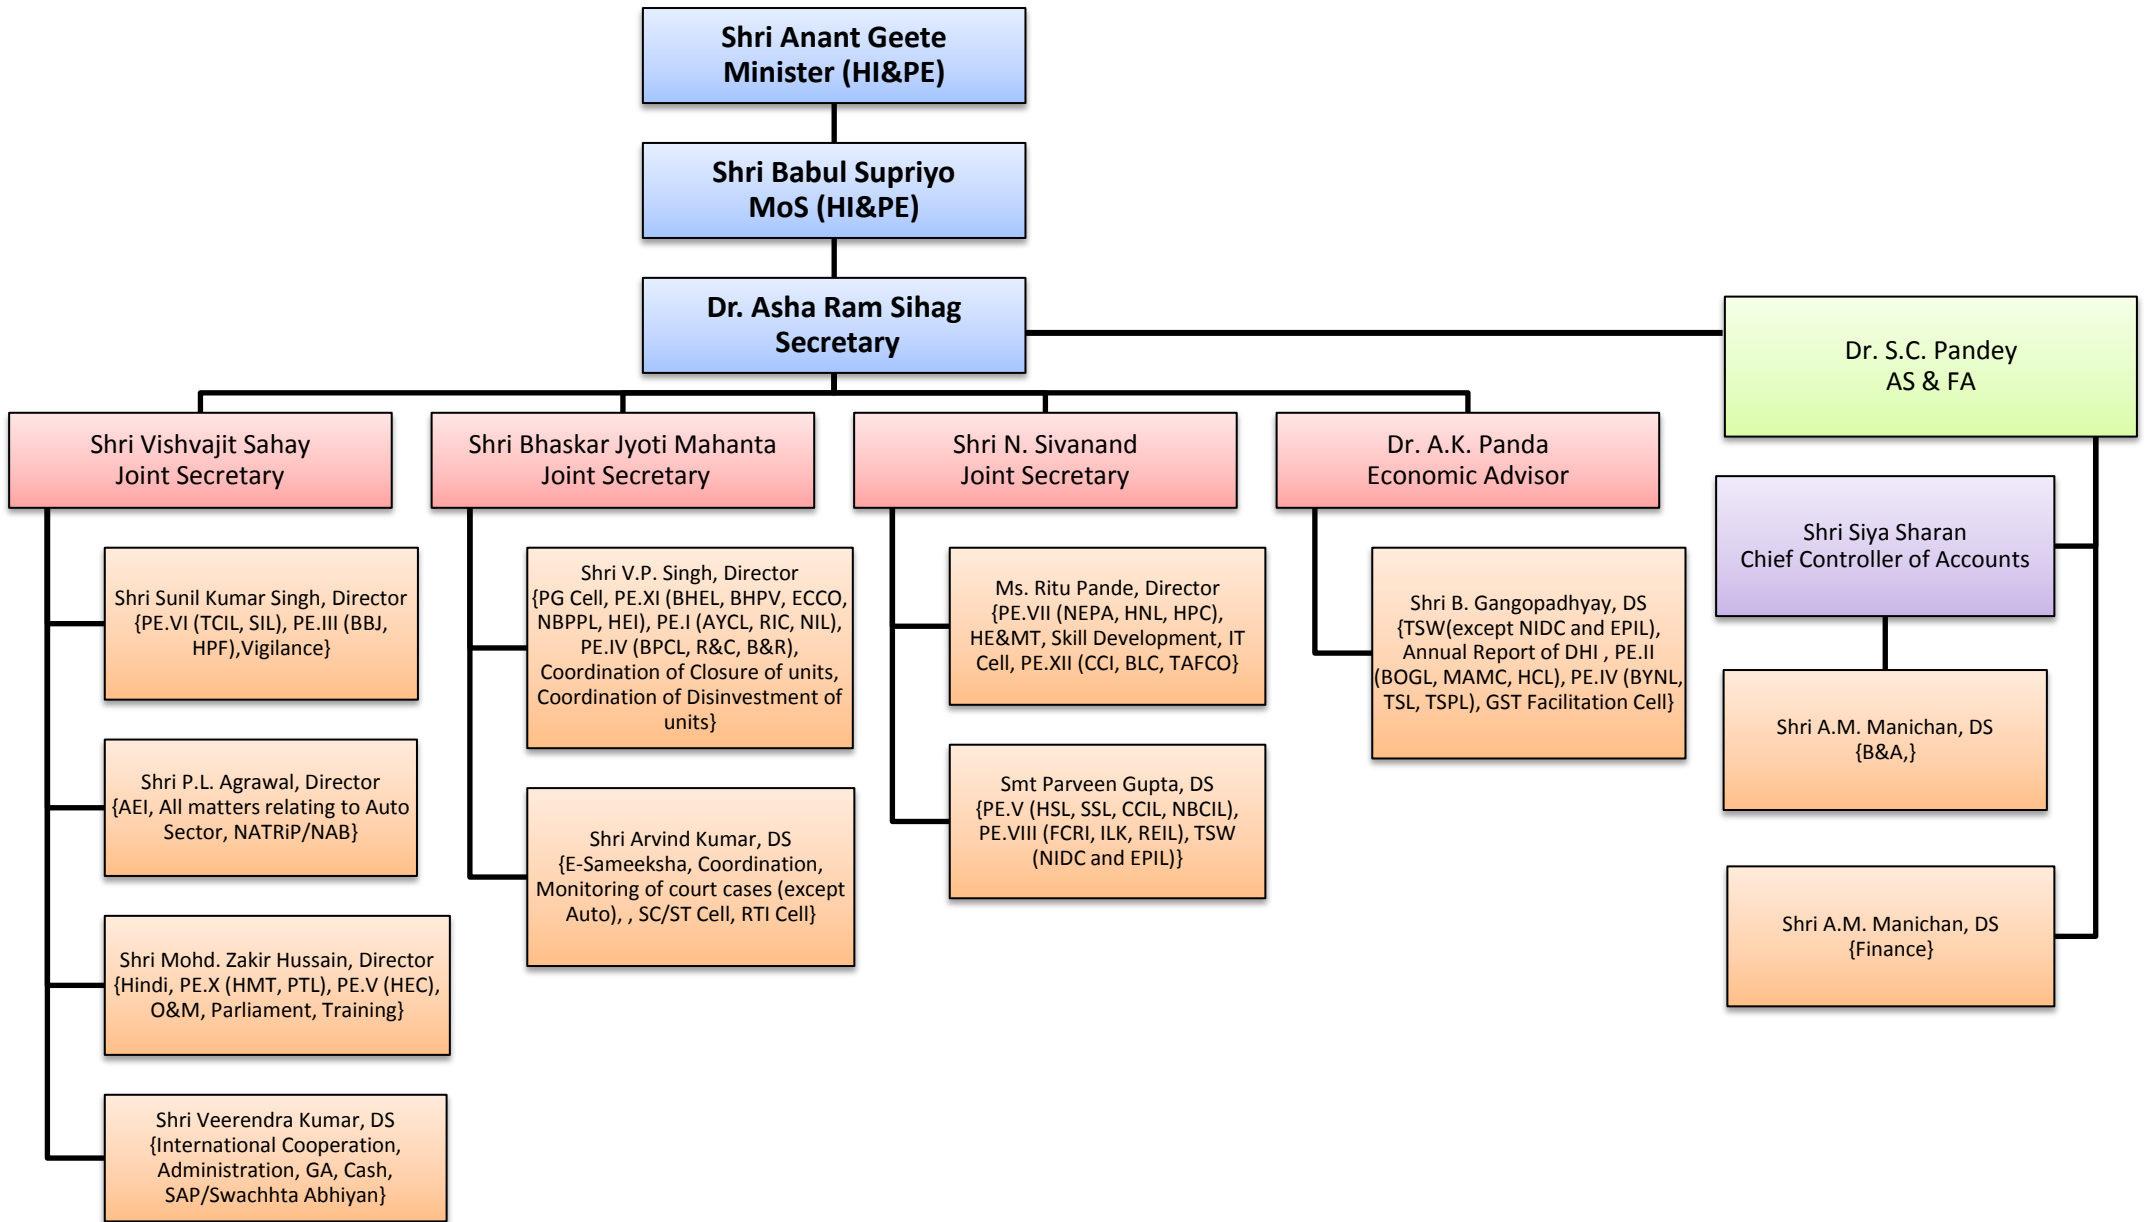 Shri Anant Geete
Minister (HI&PE)
Shri Babul Supriyo
MoS (HI&PE)
Dr. Asha Ram Sihag
Secretary
Dr. S.C. Pandey
AS & FA
Shri Vishvajit Sahay
Joint Secretary
Shri Bhaskar Jyoti Mahanta
Joint Secretary
Shri N. Sivanand
Joint Secretary
Dr. A.K. Panda
Economic Advisor
Shri Siya Sharan
Chief Controller of Accounts
Shri Sunil Kumar Singh, Director
{PE.VI (TCIL, SIL), PE.III (BBJ,
HPF),Vigilance}
Shri P.L. Agrawal, Director
{AEI, All matters relating to Auto
Sector, NATRiP/NAB}
Shri Mohd. Zakir Hussain, Director
{Hindi, PE.X (HMT, PTL), PE.V (HEC),
O&M, Parliament, Training}
Shri Veerendra Kumar, DS
{International Cooperation,
Administration, GA, Cash,
SAP/Swachhta Abhiyan}
Shri V.P. Singh, Director
{PG Cell, PE.XI (BHEL, BHPV, ECCO,
NBPPL, HEI), PE.I (AYCL, RIC, NIL),
PE.IV (BPCL, R&C, B&R),
Coordination of Closure of units,
Coordination of Disinvestment of
units}
Shri Arvind Kumar, DS
{E-Sameeksha, Coordination,
Monitoring of court cases (except
Auto), , SC/ST Cell, RTI Cell}
Ms. Ritu Pande, Director
{PE.VII (NEPA, HNL, HPC),
HE&MT, Skill Development, IT
Cell, PE.XII (CCI, BLC, TAFCO}
Smt Parveen Gupta, DS
{PE.V (HSL, SSL, CCIL, NBCIL),
PE.VIII (FCRI, ILK, REIL), TSW
(NIDC and EPIL)}
Shri B. Gangopadhyay, DS
{TSW(except NIDC and EPIL),
Annual Report of DHI , PE.II
(BOGL, MAMC, HCL), PE.IV (BYNL,
TSL, TSPL), GST Facilitation Cell}
Shri A.M. Manichan, DS
{B&A,}
Shri A.M. Manichan, DS
{Finance}